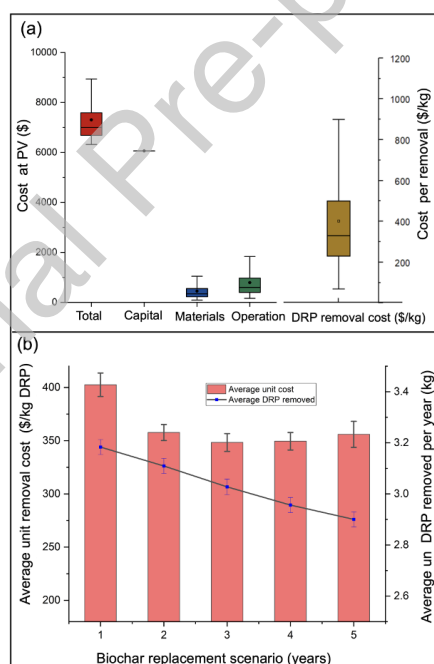 (a)
10000
8000
6000
4000
2000
0
Cost at PV ($)
1200
1000
800
600
400
200
Cost per removal ($/kg)
Total Capital Materials Operation DRP removal cost ($/kg)
Journal Pre-p
(b)
400
350
300
250
200
Average unit removal cost ($/kg DRP)
Average unit cost
Average DRP removed
3.4
3.2
3.0
2.8
2.6
Average un DRP removed per year (kg)
1 2 3 4 5
Biochar replacement scenario (years)